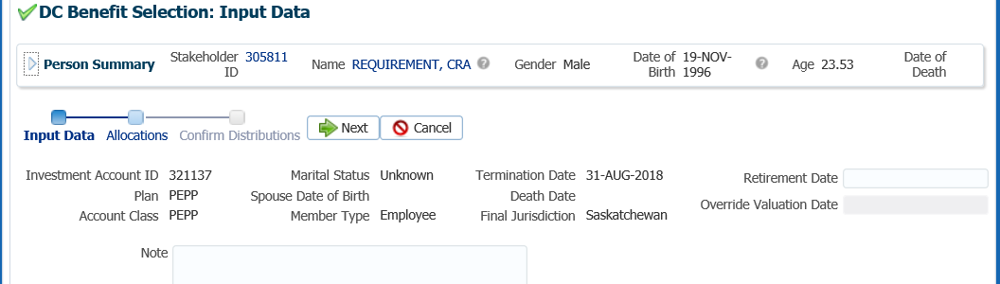 DC Benefit Selection: Input Data
Person Summary Stakeholder ID 305811 Name REQUIREMENT, CRA Gender Male Date of Birth 19-NOV-1996 Age 23.53 Date of Death
Input Data Allocations Confirm Distributions Next Cancel
Investment Account ID 321137 Marital Status Unknown Termination Date 31-AUG-2018 Retirement Date
Plan PEPP Spouse Date of Birth Death Date Override Valuation Date
Account Class PEPP Member Type Employee Final Jurisdiction Saskatchewan
Note